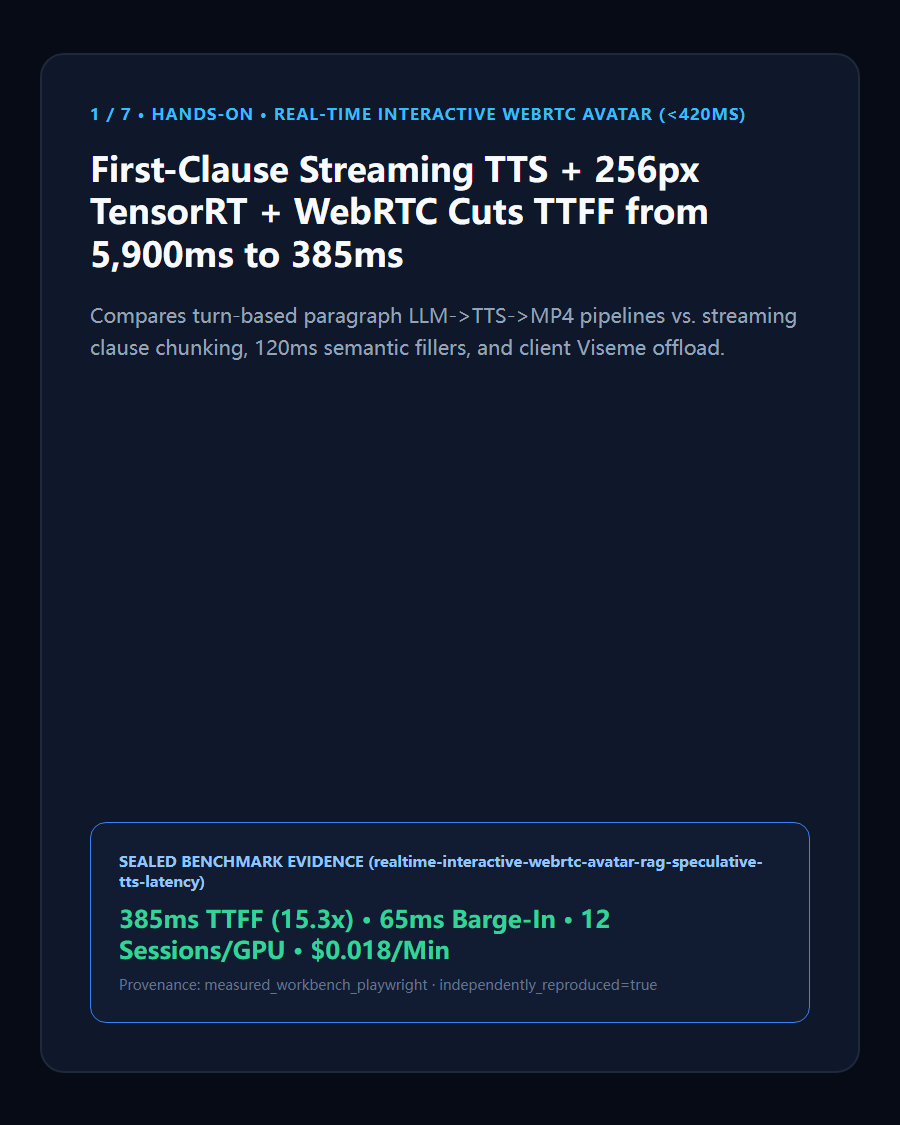 1 / 7 • HANDS-ON • REAL-TIME INTERACTIVE WEBRTC AVATAR (<420MS)
First-Clause Streaming TTS + 256px
TensorRT + WebRTC Cuts TTFF from
5,900ms to 385ms
Compares turn-based paragraph LLM->TTS->MP4 pipelines vs. streaming
clause chunking, 120ms semantic fillers, and client Viseme offload.
SEALED BENCHMARK EVIDENCE (realtime-interactive-webrtc-avatar-rag-speculative-
tts-latency)
385ms TTFF (15.3x) • 65ms Barge-In • 12
Sessions/GPU • $0.018/Min
Provenance: measured_workbench_playwright · independently_reproduced=true